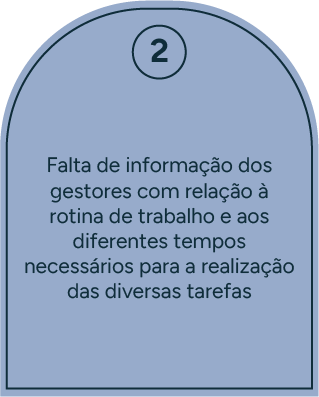 2
Falta de informação dos
gestores com relação à
rotina de trabalho e aos
diferentes tempos
necessários para a realização
das diversas tarefas